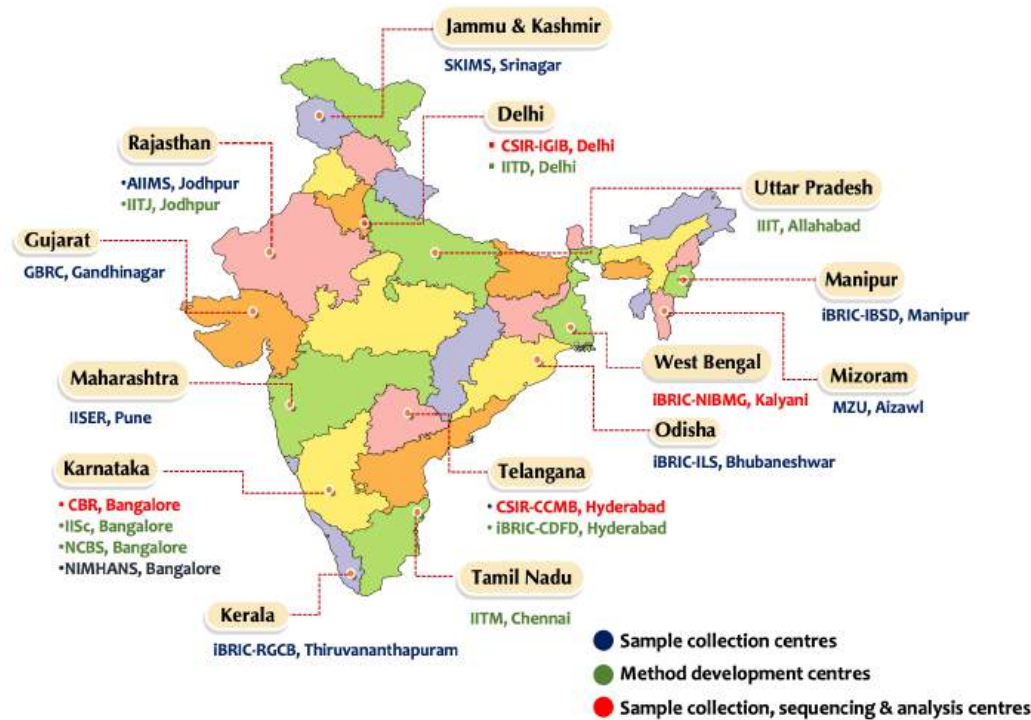 Jammu & Kashmir
SKIMS, Srinagar
Delhi
▪ CSIR-IGIB, Delhi
▪ IITD, Delhi
Rajasthan
•AIIMS, Jodhpur
•IITJ, Jodhpur
Uttar Pradesh
IIIT, Allahabad
Gujarat
GBRC, Gandhinagar
Manipur
iBRIC-IBSD, Manipur
West Bengal
iBRIC-NIBMG, Kalyani
Mizoram
MZU, Aizawl
Maharashtra
IISER, Pune
Odisha
iBRIC-ILS, Bhubaneshwar
Karnataka
• CBR, Bangalore
•IISc, Bangalore
•NCBS, Bangalore
•NIMHANS, Bangalore
Telangana
• CSIR-CCMB, Hyderabad
• iBRIC-CDFD, Hyderabad
Tamil Nadu
IITM, Chennai
Kerala
iBRIC-RGCB, Thiruvananthapuram
Sample collection centres
Method development centres
Sample collection, sequencing & analysis centres